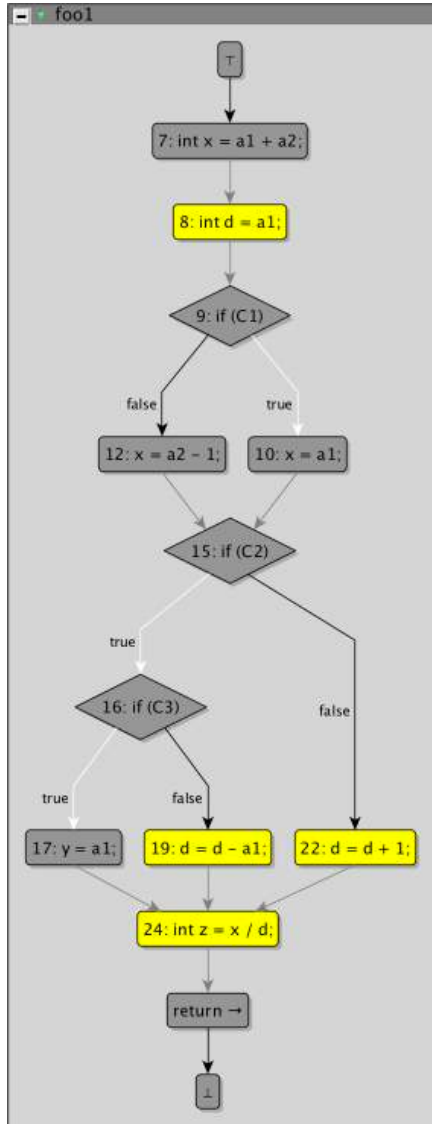 foo1
⊤
7: int x = a1 + a2;
8: int d = a1;
9: if (C1)
false
true
12: x = a2 - 1;
10: x = a1;
15: if (C2)
true
16: if (C3)
false
true
false
17: y = a1;
19: d = d - a1;
22: d = d + 1;
24: int z = x / d;
return →
⊥